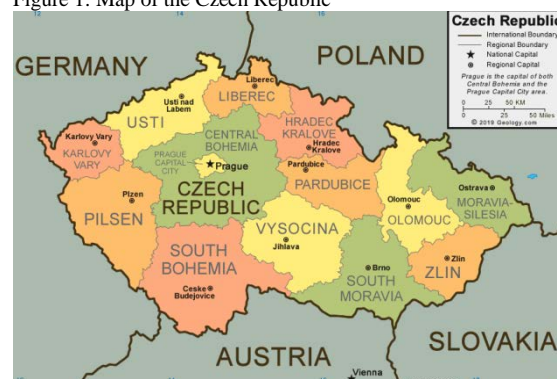 Figure 1: Map of the Czech Republic
Czech Republic
International Boundary
Regional Boundary
National Capital
Regional Capital
Prague is the capital of both
Central Bohemia and the
Prague Capital City area.
0 25 50 KM
0 25 50 Miles
© 2019 Geology.com
GERMANY
POLAND
Liberec
LIBEREC
Usti nad
Labem
USTI
HRADEC
KRALOVE
Hradec
Kralove
Karlovy Vary
KARLOVY
VARY
CENTRAL
BOHEMIA
PRAGUE
CAPITAL
CITY
Prague
CZECH
REPUBLIC
Pardubice
PARDUBICE
Plzen
PILSEN
Olomouc
OLOMOUC
Ostrava
MORAVIA-
SILESIA
VYSOCINA
Jihlava
SOUTH
BOHEMIA
Ceske
Budejovice
Brno
SOUTH
MORAVIA
Zlin
ZLIN
AUSTRIA
SLOVAKIA
Vienna